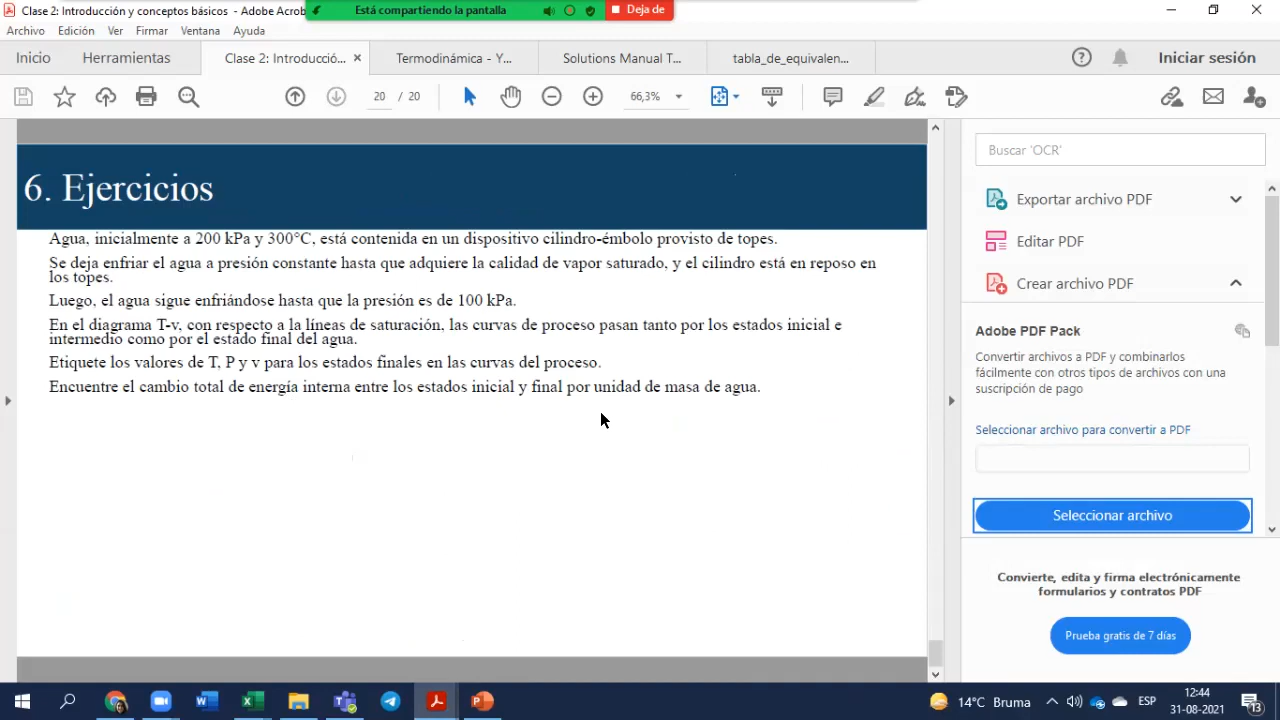 Clase 2: Introducción y conceptos básicos - Adobe Acrob
Está compartiendo la pantalla
Deja de
Archivo Edición Ver Firmar Ventana Ayuda
Inicio Herramientas Clase 2: Introducció... × Termodinámica - Y... Solutions Manual T... tabla_de_equivalen... Iniciar sesión
20 / 20 66,3%
6. Ejercicios
Agua, inicialmente a 200 kPa y 300°C, está contenida en un dispositivo cilindro-émbolo provisto de topes.
Se deja enfriar el agua a presión constante hasta que adquiere la calidad de vapor saturado, y el cilindro está en reposo en
los topes.
Luego, el agua sigue enfriándose hasta que la presión es de 100 kPa.
En el diagrama T-v, con respecto a la líneas de saturación, las curvas de proceso pasan tanto por los estados inicial e
intermedio como por el estado final del agua.
Etiquete los valores de T, P y v para los estados finales en las curvas del proceso.
Encuentre el cambio total de energía interna entre los estados inicial y final por unidad de masa de agua.
Buscar 'OCR'
Exportar archivo PDF
Editar PDF
Crear archivo PDF
Adobe PDF Pack
Convertir archivos a PDF y combinarlos
fácilmente con otros tipos de archivos con una
suscripción de pago
Seleccionar archivo para convertir a PDF
Seleccionar archivo
Convierte, edita y firma electrónicamente
formularios y contratos PDF
Prueba gratis de 7 días
14°C Bruma ESP 12:44
31-08-2021
13